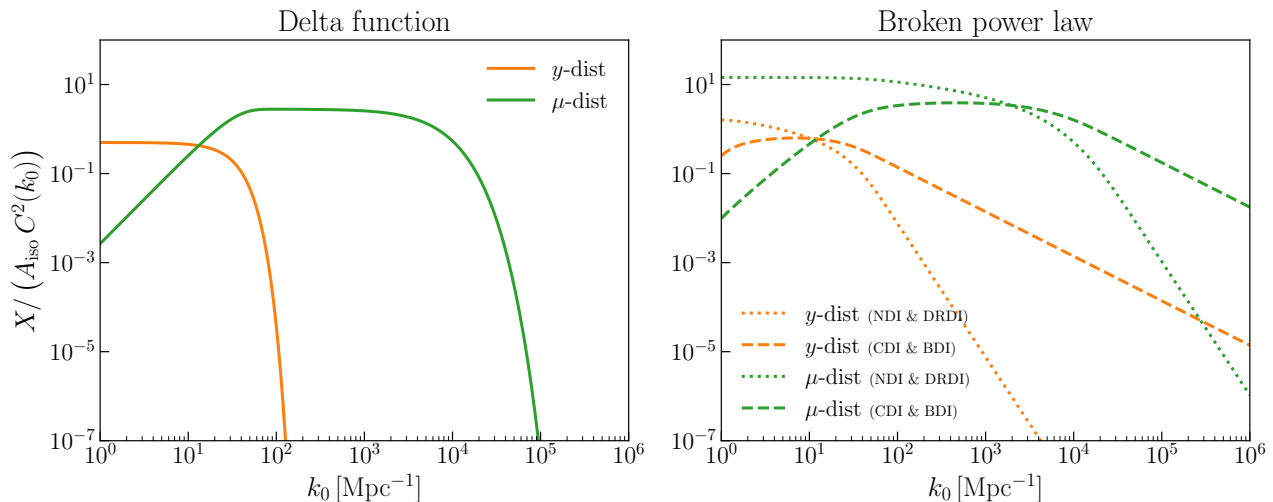 Delta function
10^1
10^-1
10^-3
10^-5
10^-7
X / (A_iso C^2(k_0))
y-dist
μ-dist
10^0 10^1 10^2 10^3 10^4 10^5 10^6
k_0 [Mpc^-1]
Broken power law
10^1
10^-1
10^-3
10^-5
10^-7
y-dist (NDI & DRDI)
y-dist (CDI & BDI)
μ-dist (NDI & DRDI)
μ-dist (CDI & BDI)
10^0 10^1 10^2 10^3 10^4 10^5 10^6
k_0 [Mpc^-1]